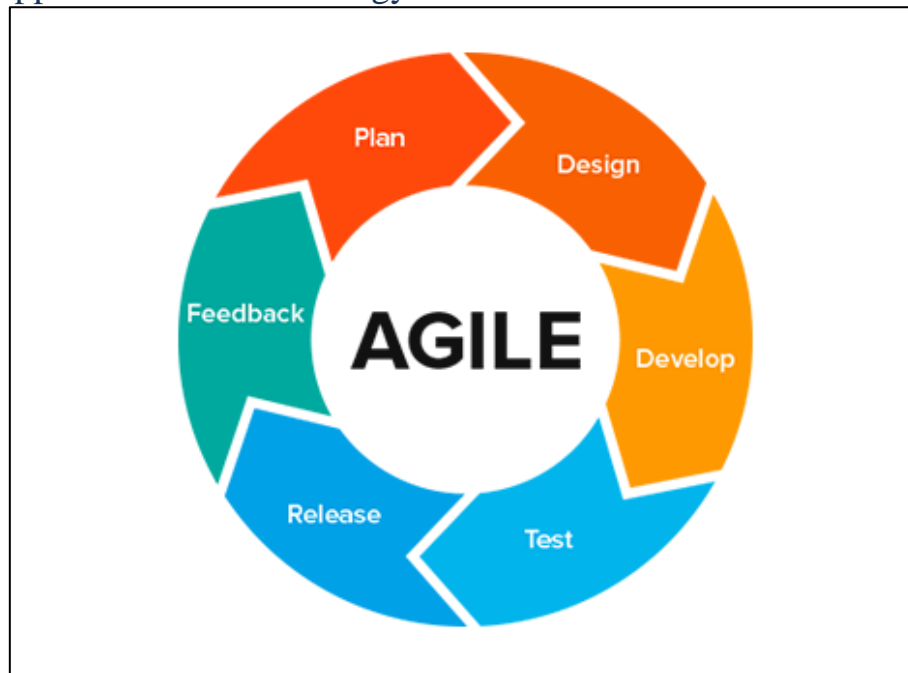 Plan
Design
Feedback
AGILE
Develop
Release
Test